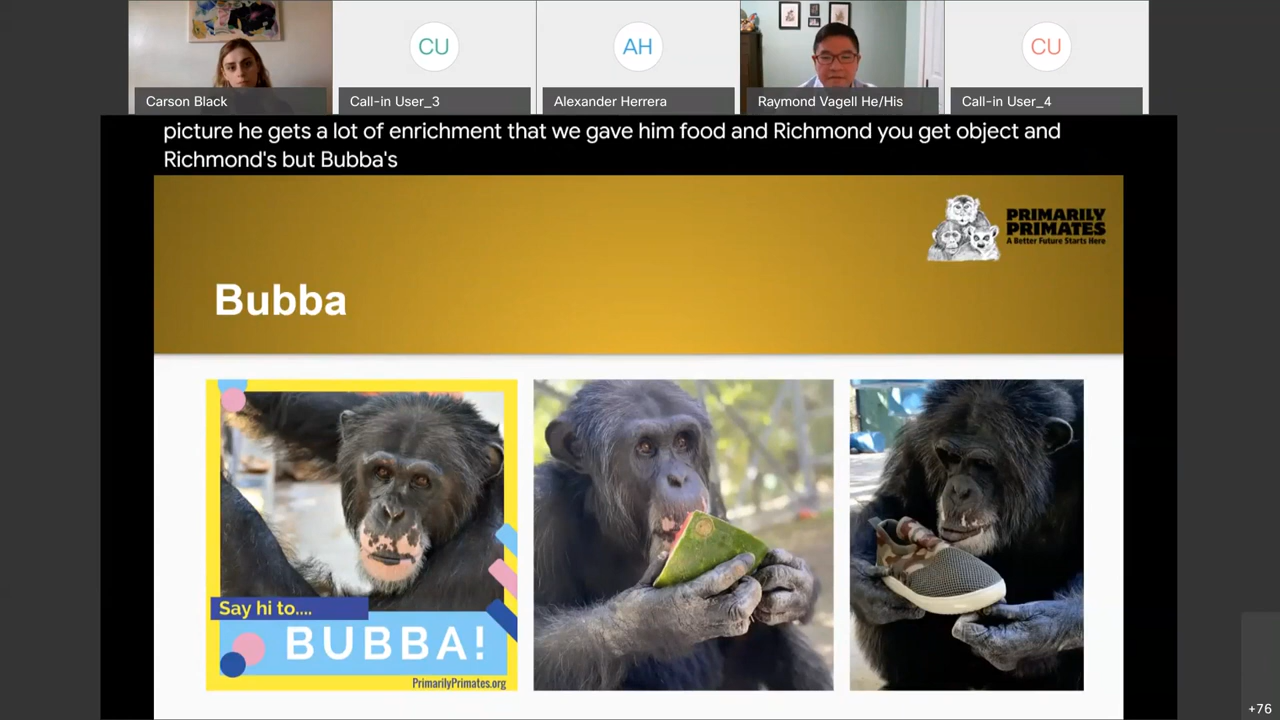 CU
AH
CU
Carson Black
Call-in User_3
Alexander Herrera
Raymond Vagell He/His
Call-in User_4
picture he gets a lot of enrichment that we gave him food and Richmond you get object and
Richmond's but Bubba's
PRIMARILY
PRIMATES
A Better Future Starts Here
Bubba
Say hi to....
BUBBA!
PrimarilyPrimates.org
+76